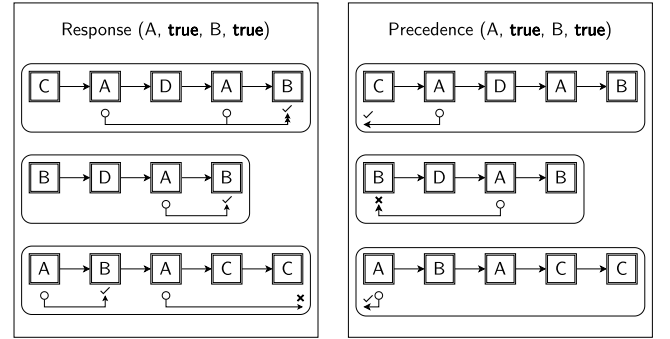 Response (A, true, B, true)
C A D A B
B D A B
A B A C C
Precedence (A, true, B, true)
C A D A B
B D A B
A B A C C